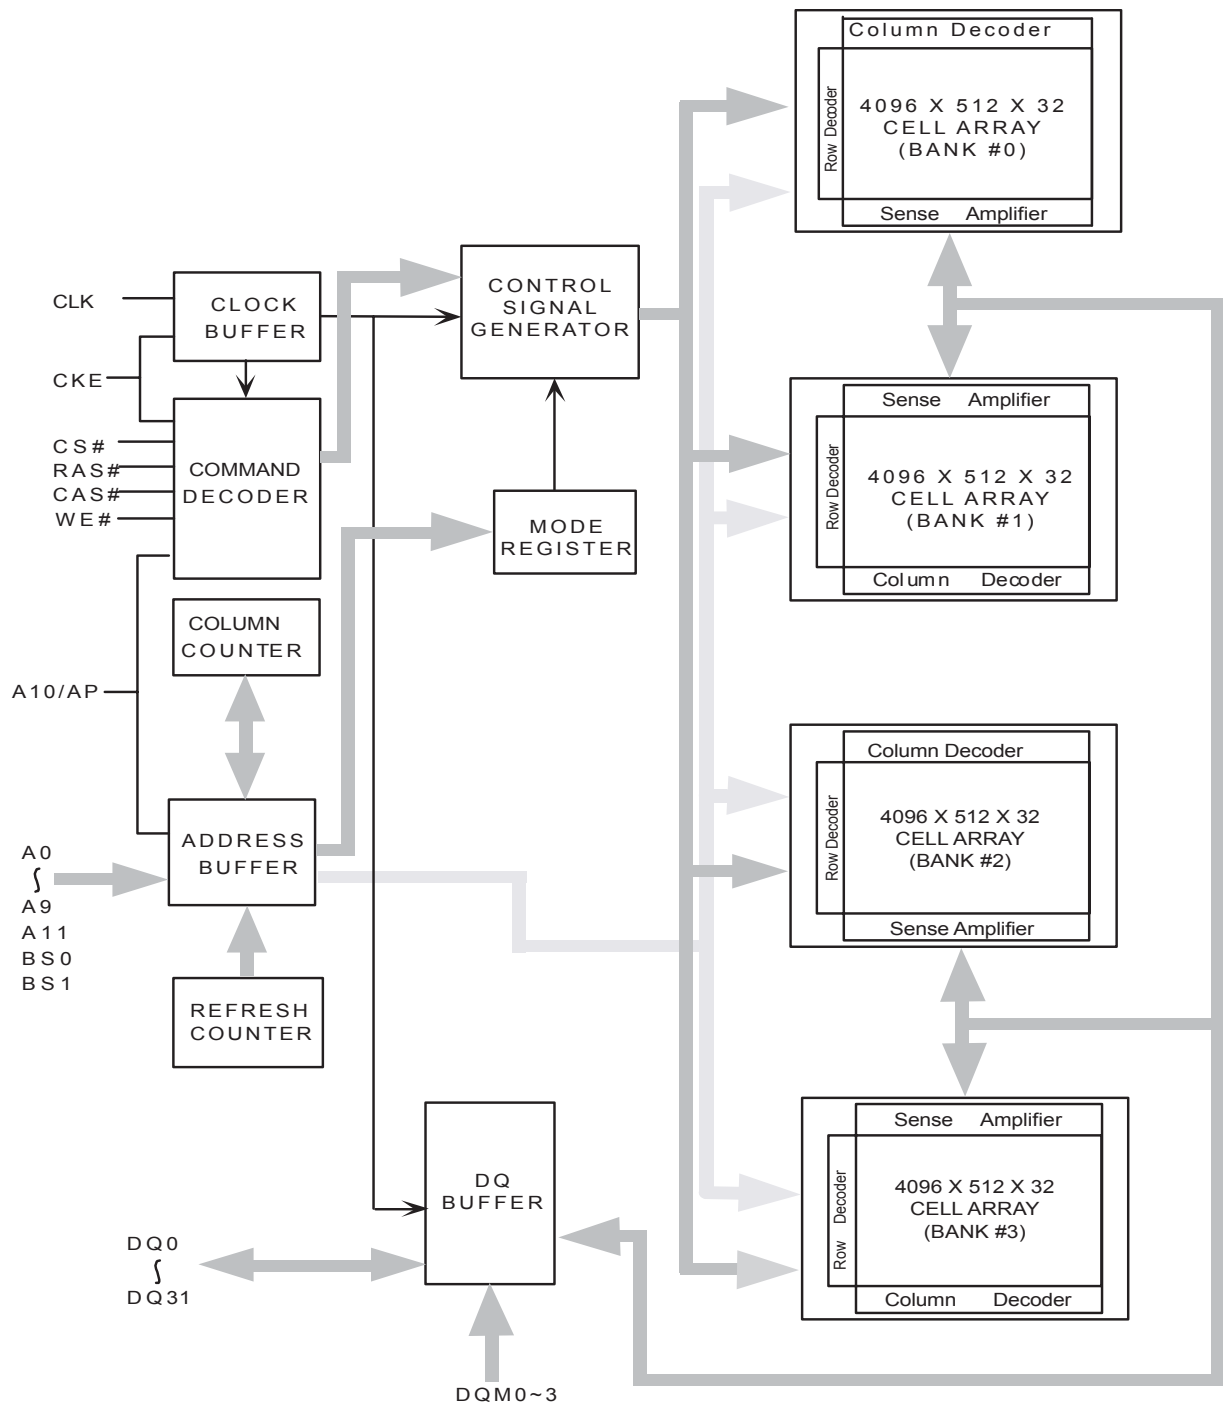 Column Decoder
Row Decoder
4096 X 512 X 32
CELL ARRAY
(BANK #0)
Sense Amplifier
CLK
CLOCK
BUFFER
CONTROL
SIGNAL
GENERATOR
CKE
CS#
RAS#
CAS#
WE#
COMMAND
DECODER
MODE
REGISTER
Sense Amplifier
Row Decoder
4096 X 512 X 32
CELL ARRAY
(BANK #1)
Column Decoder
COLUMN
COUNTER
A10/AP
ADDRESS
BUFFER
A0
∫
A9
A11
BS0
BS1
REFRESH
COUNTER
Column Decoder
Row Decoder
4096 X 512 X 32
CELL ARRAY
(BANK #2)
Sense Amplifier
DQ
BUFFER
DQ0
∫
DQ31
DQM0~3
Sense Amplifier
Row Decoder
4096 X 512 X 32
CELL ARRAY
(BANK #3)
Column Decoder